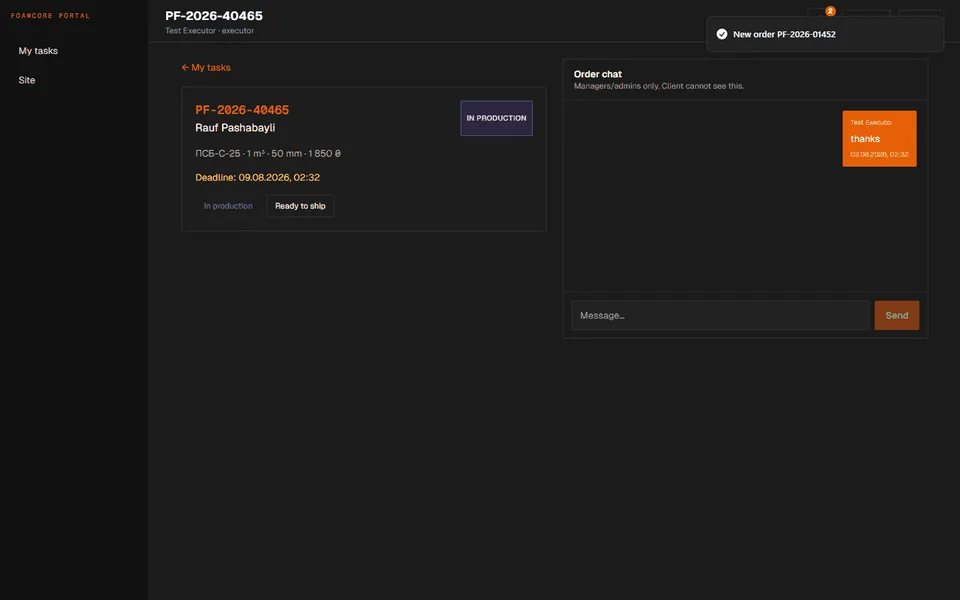 FOAMCORE PORTAL
My tasks
Site
PF-2026-40465
Test Executor · executor
2
New order PF-2026-01452
← My tasks
PF-2026-40465
Rauf Pashabayli
IN PRODUCTION
ПСБ-С-25 · 1 m³ · 50 mm · 1 850 ₴
Deadline: 09.08.2026, 02:32
In production
Ready to ship
Order chat
Managers/admins only. Client cannot see this.
Test Executor
thanks
02.08.2026, 02:32
Message...
Send